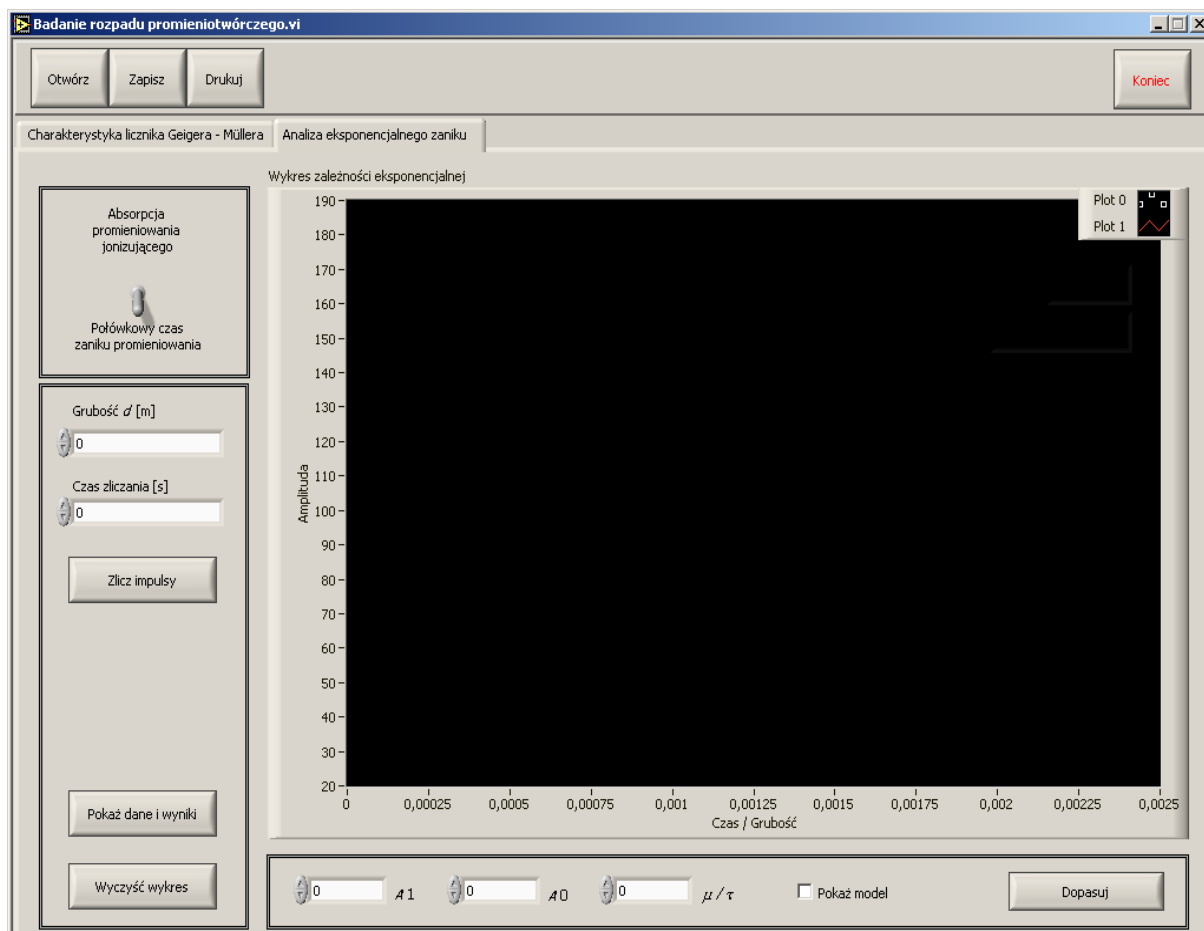 Badanie rozpadu promieniotwórczego.vi
Otwórz
Zapisz
Drukuj
Koniec
Charakterystyka licznika Geigera - Müllera
Analiza eksponencjalnego zaniku
Absorpcja
promieniowania
jonizującego
Połówkowy czas
zaniku promieniowania
Grubość d [m]
0
Czas zliczania [s]
0
Zlicz impulsy
Pokaż dane i wyniki
Wyczyść wykres
Wykres zależności eksponencjalnej
Plot 0
Plot 1
Amplituda
190
180
170
160
150
140
130
120
110
100
90
80
70
60
50
40
30
20
0
0,00025
0,0005
0,00075
0,001
0,00125
0,0015
0,00175
0,002
0,00225
0,0025
Czas / Grubość
0
A1
0
A0
0
μ/τ
Pokaż model
Dopasuj